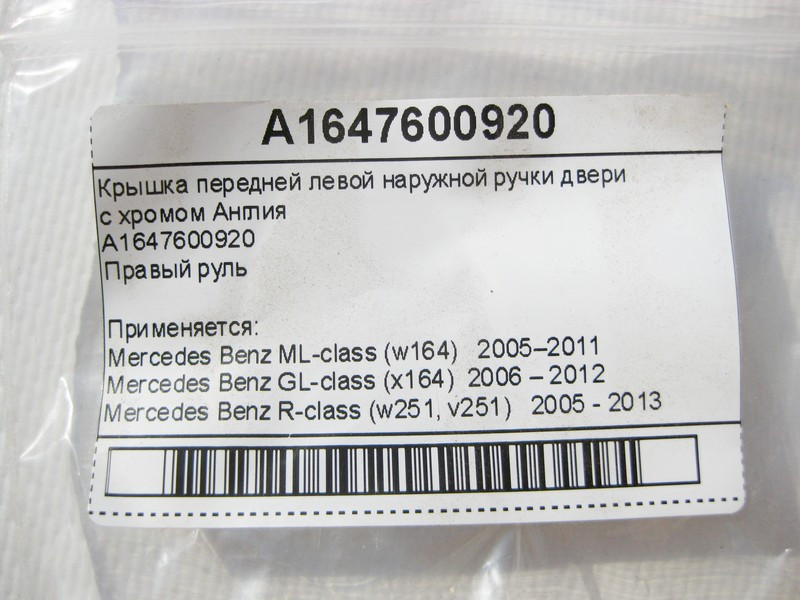 A1647600920
Крышка передней левой наружной ручки двери
с хромом Англия
A1647600920
Правый руль
Применяется:
Mercedes Benz ML-class (w164) 2005–2011
Mercedes Benz GL-class (x164) 2006 – 2012
Mercedes Benz R-class (w251, v251) 2005 - 2013